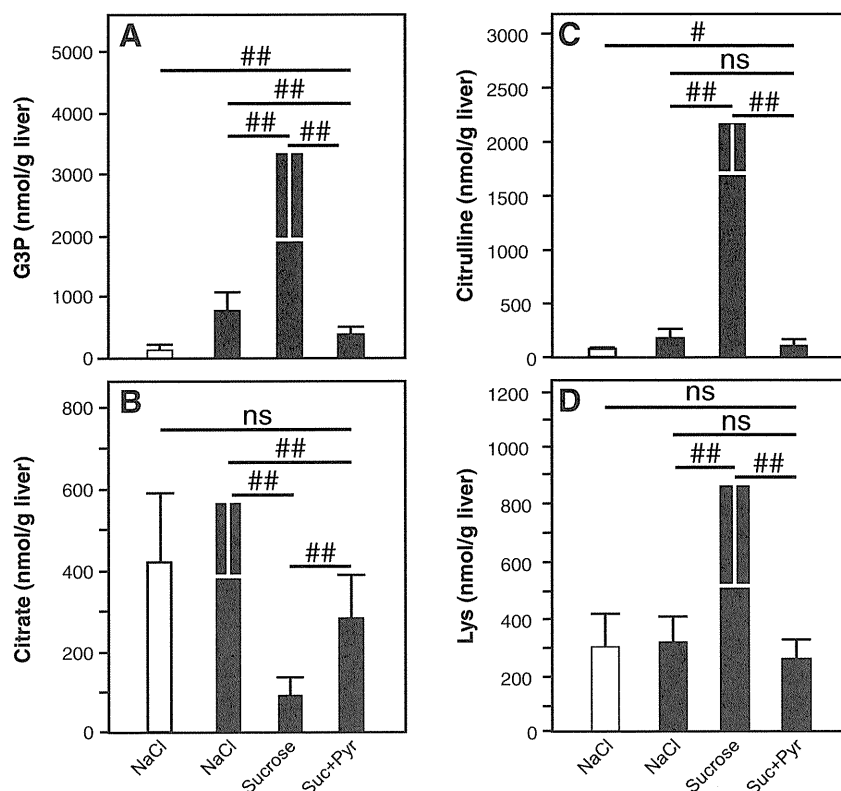 A
G3P (nmol/g liver)
5000
4000
3000
2000
1000
0
##
##
## ##
B
Citrate (nmol/g liver)
800
600
400
200
0
ns
##
##
##
NaCl NaCl Sucrose Suc+Pyr
C
Citrulline (nmol/g liver)
3000
2500
2000
1500
1000
500
0
#
ns
## ##
D
Lys (nmol/g liver)
1200
1000
800
600
400
200
0
ns
ns
## ##
NaCl NaCl Sucrose Suc+Pyr